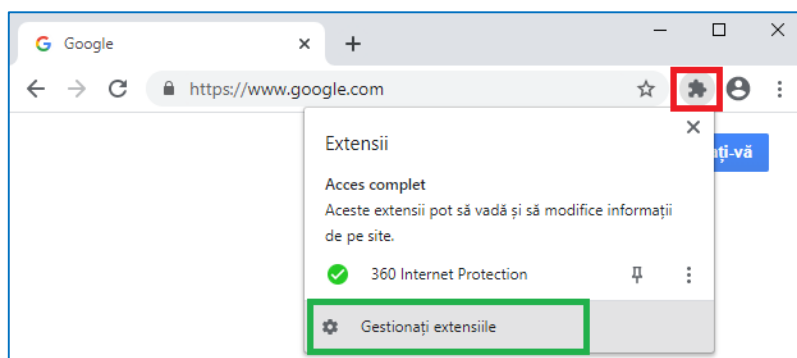 Google
https://www.google.com
Extensii
ți-vă
Acces complet
Aceste extensii pot să vadă și să modifice informații
de pe site.
360 Internet Protection
Gestionați extensiile